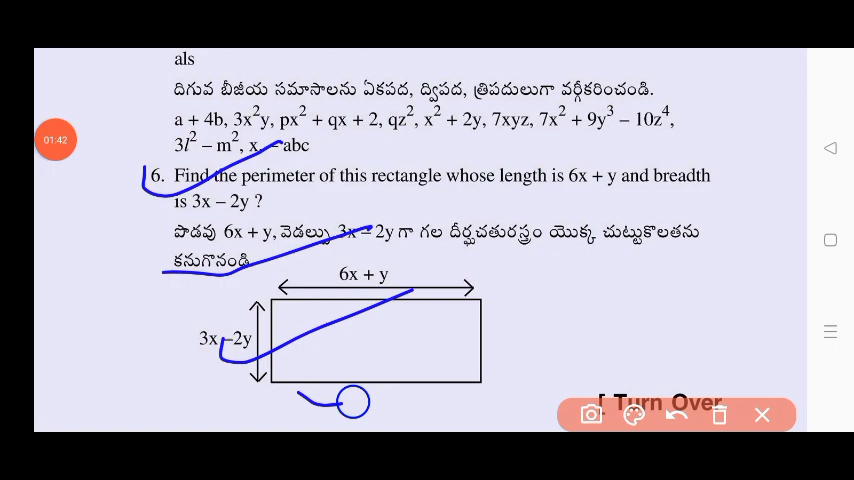 als
దిగువ బీజీయ సమాసాలను ఏకపద, ద్విపద, త్రిపదులుగా వర్గీకరించండి.
a + 4b, 3x²y, px² + qx + 2, qz², x² + 2y, 7xyz, 7x² + 9y³ – 10z⁴,
3l² – m², x, – abc
6. Find the perimeter of this rectangle whose length is 6x + y and breadth
is 3x – 2y ?
పొడవు 6x + y, వెడల్పు 3x – 2y గా గల దీర్ఘచతురస్త్రం యొక్క చుట్టుకొలతను
కనుగొనండి.
6x + y
3x –2y
[ Turn Over
01:42